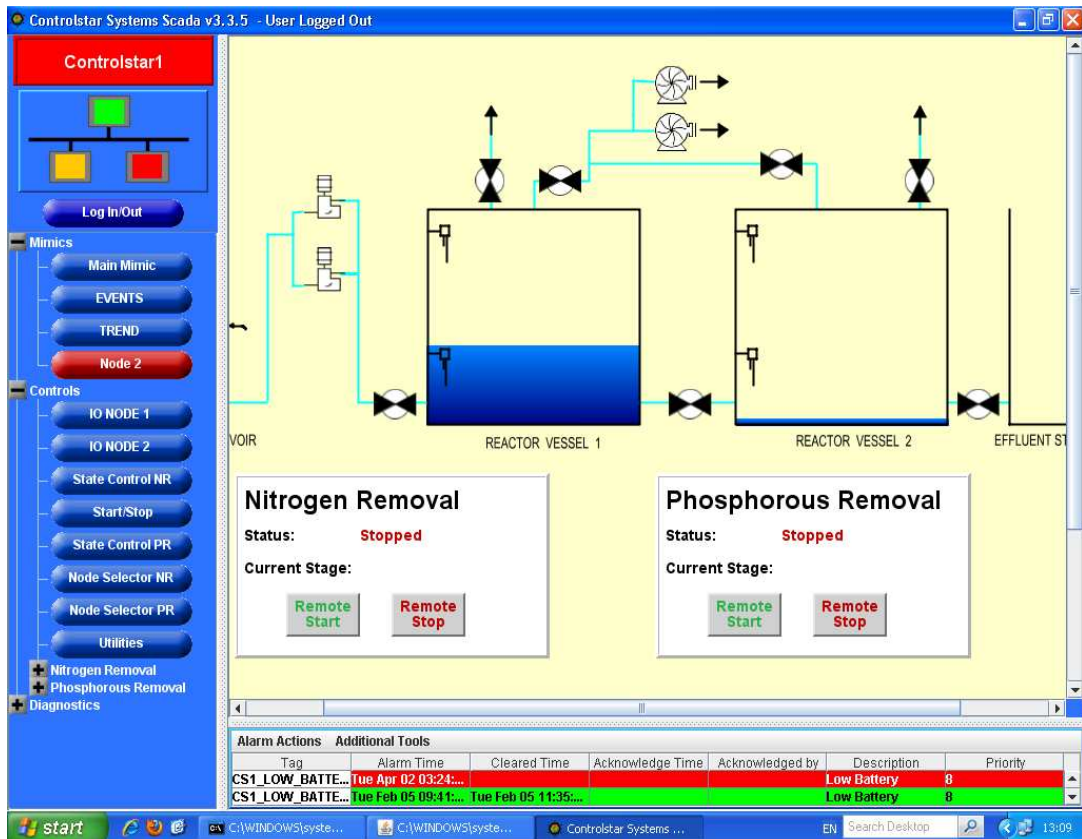 Controlstar Systems Scada v3.3.5 - User Logged Out
Controlstar1
Log In/Out
Mimics
Main Mimic
EVENTS
TREND
Node 2
Controls
IO NODE 1
IO NODE 2
State Control NR
Start/Stop
State Control PR
Node Selector NR
Node Selector PR
Utilities
Nitrogen Removal
Phosphorous Removal
Diagnostics
VOIR
REACTOR VESSEL 1
REACTOR VESSEL 2
EFFLUENT ST
Nitrogen Removal
Status: Stopped
Current Stage:
Remote Start
Remote Stop
Phosphorous Removal
Status: Stopped
Current Stage:
Remote Start
Remote Stop
Alarm Actions Additional Tools
Tag Alarm Time Cleared Time Acknowledge Time Acknowledged by Description Priority
CS1_LOW_BATTE... Tue Apr 02 03:24:... Low Battery 8
CS1_LOW_BATTE... Tue Feb 05 09:41:... Tue Feb 05 11:35:... Low Battery 8
start C:\WINDOWS\syste... C:\WINDOWS\syste... Controlstar Systems ... EN Search Desktop 13:09